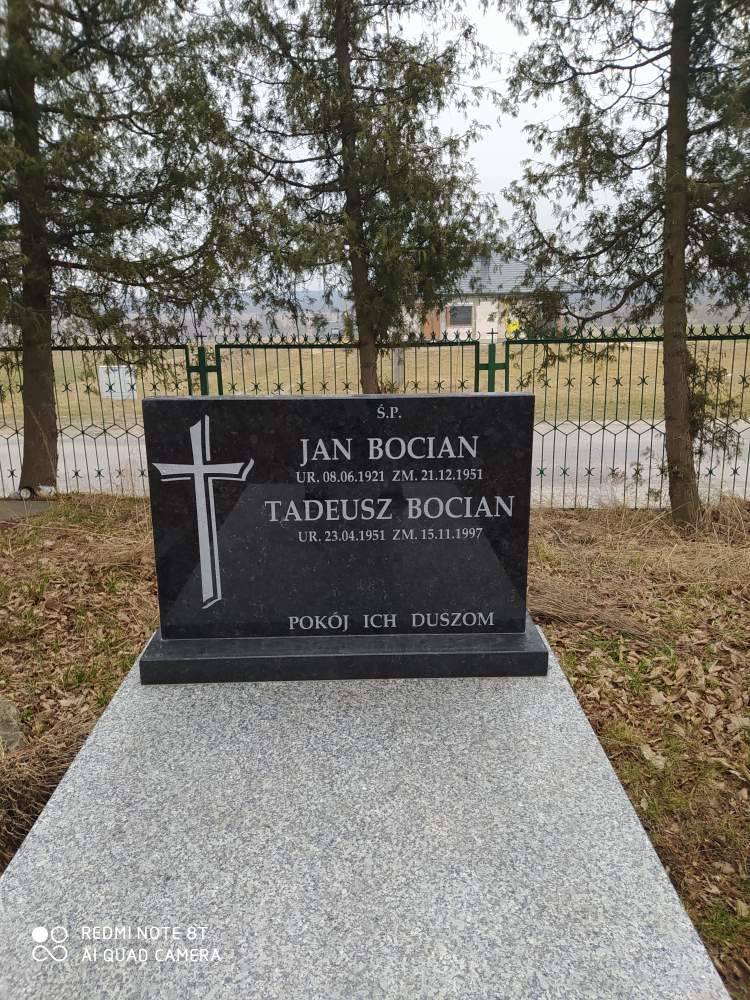 Ś.P.
JAN BOCIAN
UR. 08.06.1921 ZM. 21.12.1951
TADEUSZ BOCIAN
UR. 23.04.1951 ZM. 15.11.1997
POKÓJ ICH DUSZOM
REDMI NOTE 8T
AI QUAD CAMERA